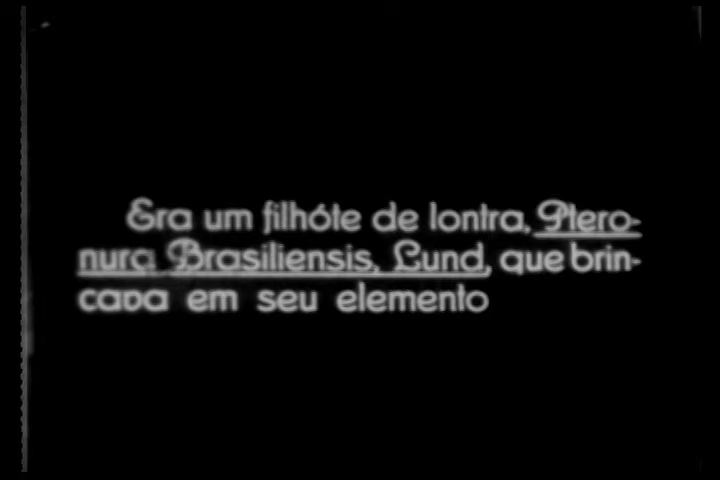 Era um filhóte de lontra, Ptero-
nura Brasiliensis, Lund, que brin-
cava em seu elemento